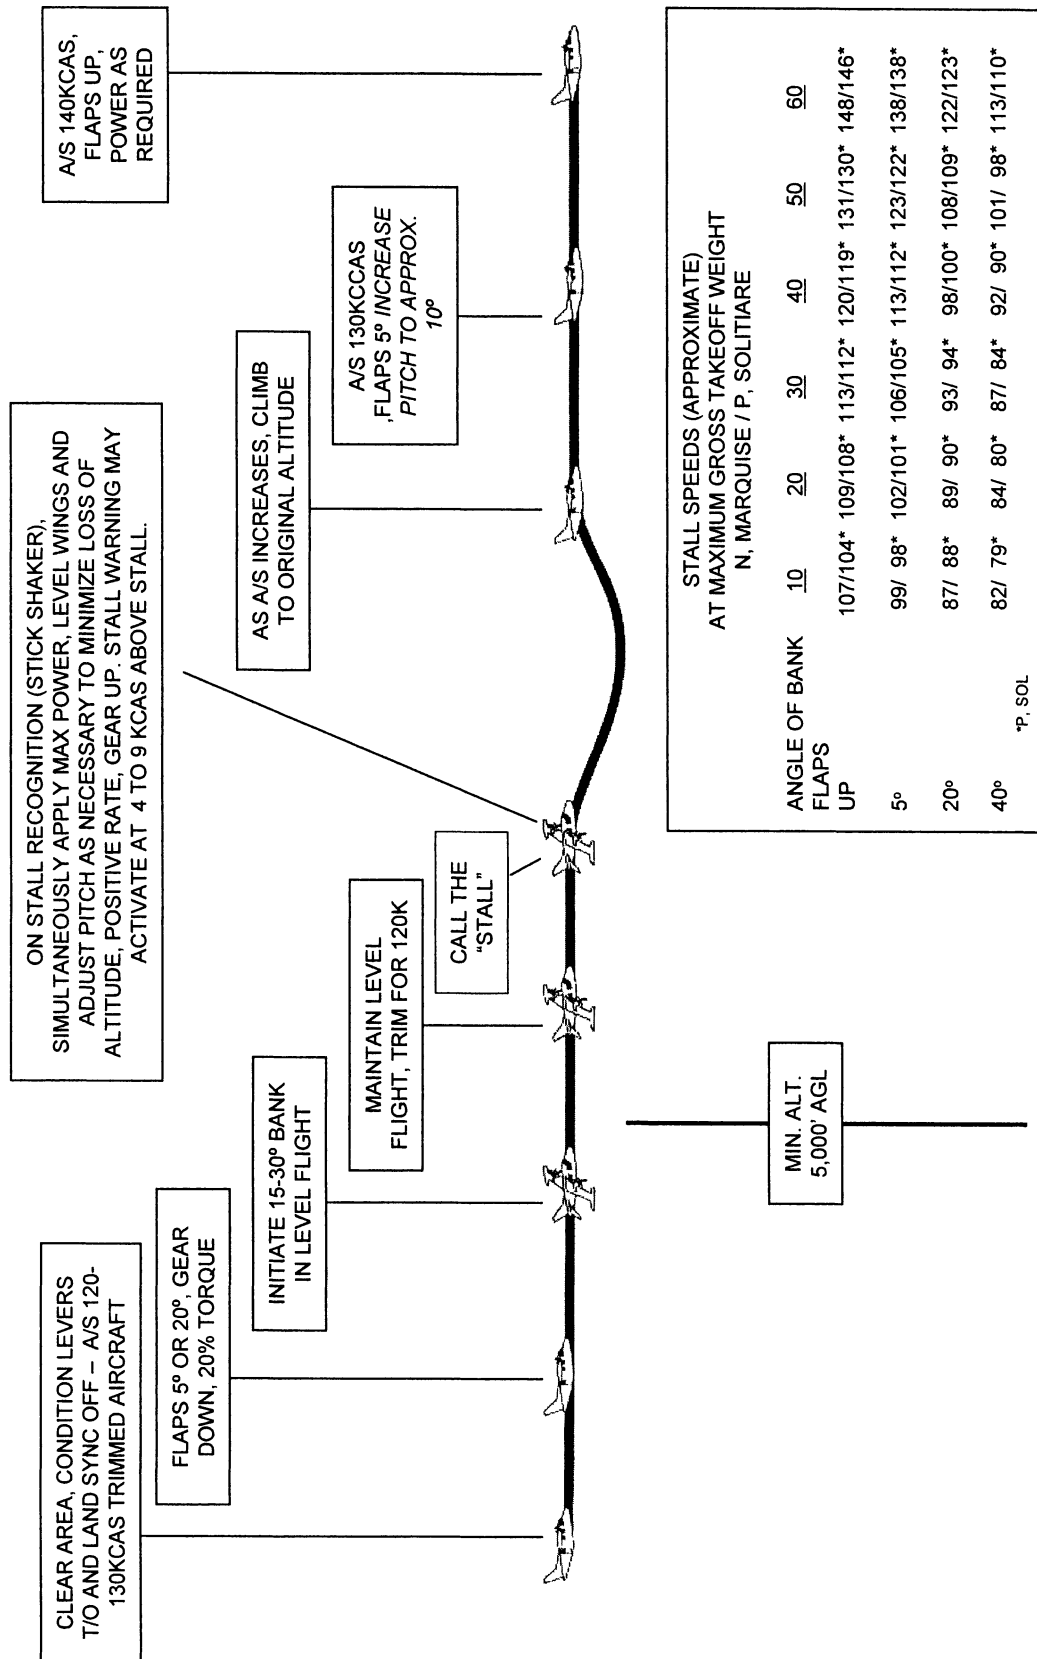 CLEAR AREA, CONDITION LEVERS
T/O AND LAND SYNC OFF – A/S 120-
130KCAS TRIMMED AIRCRAFT
FLAPS 5º OR 20º, GEAR
DOWN, 20% TORQUE
INITIATE 15-30º BANK
IN LEVEL FLIGHT
MAINTAIN LEVEL
FLIGHT, TRIM FOR 120K
CALL THE
“STALL”
ON STALL RECOGNITION (STICK SHAKER),
SIMULTANEOUSLY APPLY MAX POWER, LEVEL WINGS AND
ADJUST PITCH AS NECESSARY TO MINIMIZE LOSS OF
ALTITUDE, POSITIVE RATE, GEAR UP. STALL WARNING MAY
ACTIVATE AT 4 TO 9 KCAS ABOVE STALL.
AS A/S INCREASES, CLIMB
TO ORIGINAL ALTITUDE
A/S 130KCCAS
,FLAPS 5º INCREASE
PITCH TO APPROX.
10º
A/S 140KCAS,
FLAPS UP,
POWER AS
REQUIRED
MIN. ALT.
5,000’ AGL
STALL SPEEDS (APPROXIMATE)
AT MAXIMUM GROSS TAKEOFF WEIGHT
N, MARQUISE / P, SOLITIARE
ANGLE OF BANK 10 20 30 40 50 60
FLAPS
UP 107/104* 109/108* 113/112* 120/119* 131/130* 148/146*
5º 99/ 98* 102/101* 106/105* 113/112* 123/122* 138/138*
20º 87/ 88* 89/ 90* 93/ 94* 98/100* 108/109* 122/123*
40º 82/ 79* 84/ 80* 87/ 84* 92/ 90* 101/ 98* 113/110*
*P, SOL